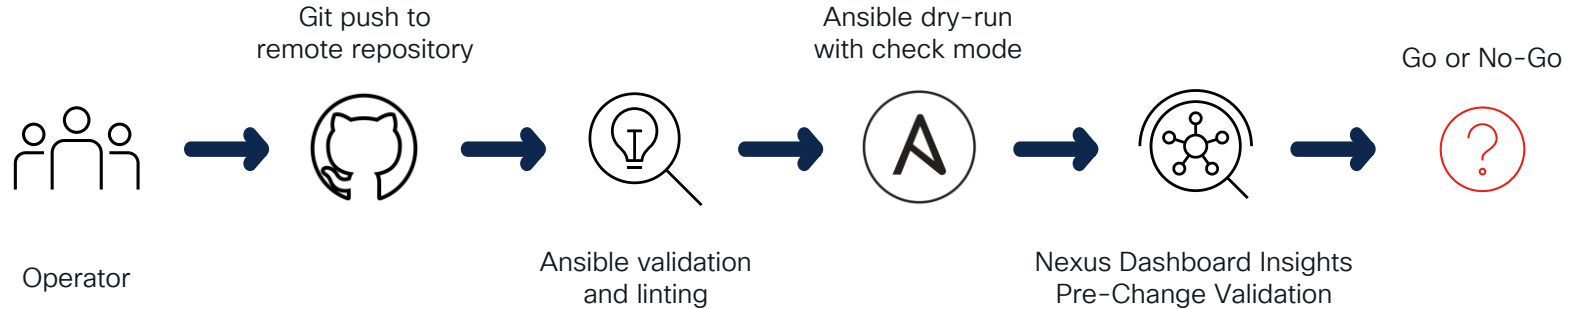 Operator
Git push to
remote repository
Ansible validation
and linting
Ansible dry-run
with check mode
Nexus Dashboard Insights
Pre-Change Validation
Go or No-Go
?